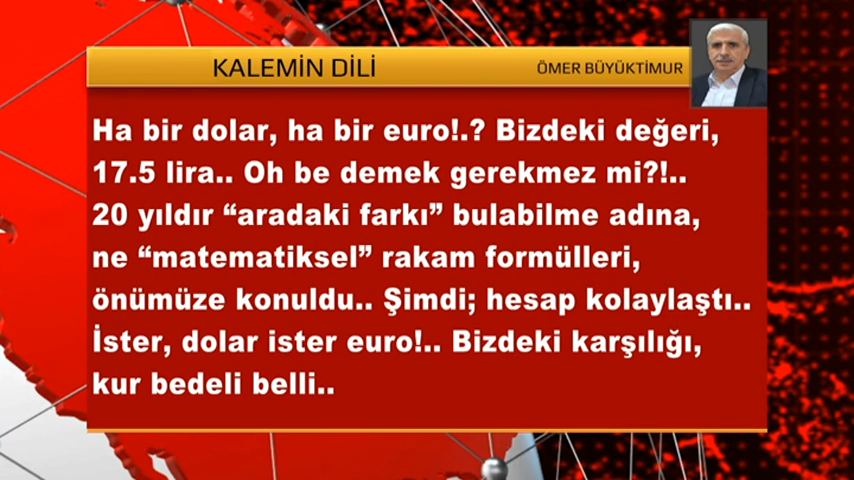 KALEMİN DİLİ
ÖMER BÜYÜKTİMUR
Ha bir dolar, ha bir euro!.? Bizdeki değeri,
17.5 lira.. Oh be demek gerekmez mi?!..
20 yıldır “aradaki farkı” bulabilme adına,
ne “matematiksel” rakam formülleri,
önümüze konuldu.. Şimdi; hesap kolaylaştı..
İster, dolar ister euro!.. Bizdeki karşılığı,
kur bedeli belli..